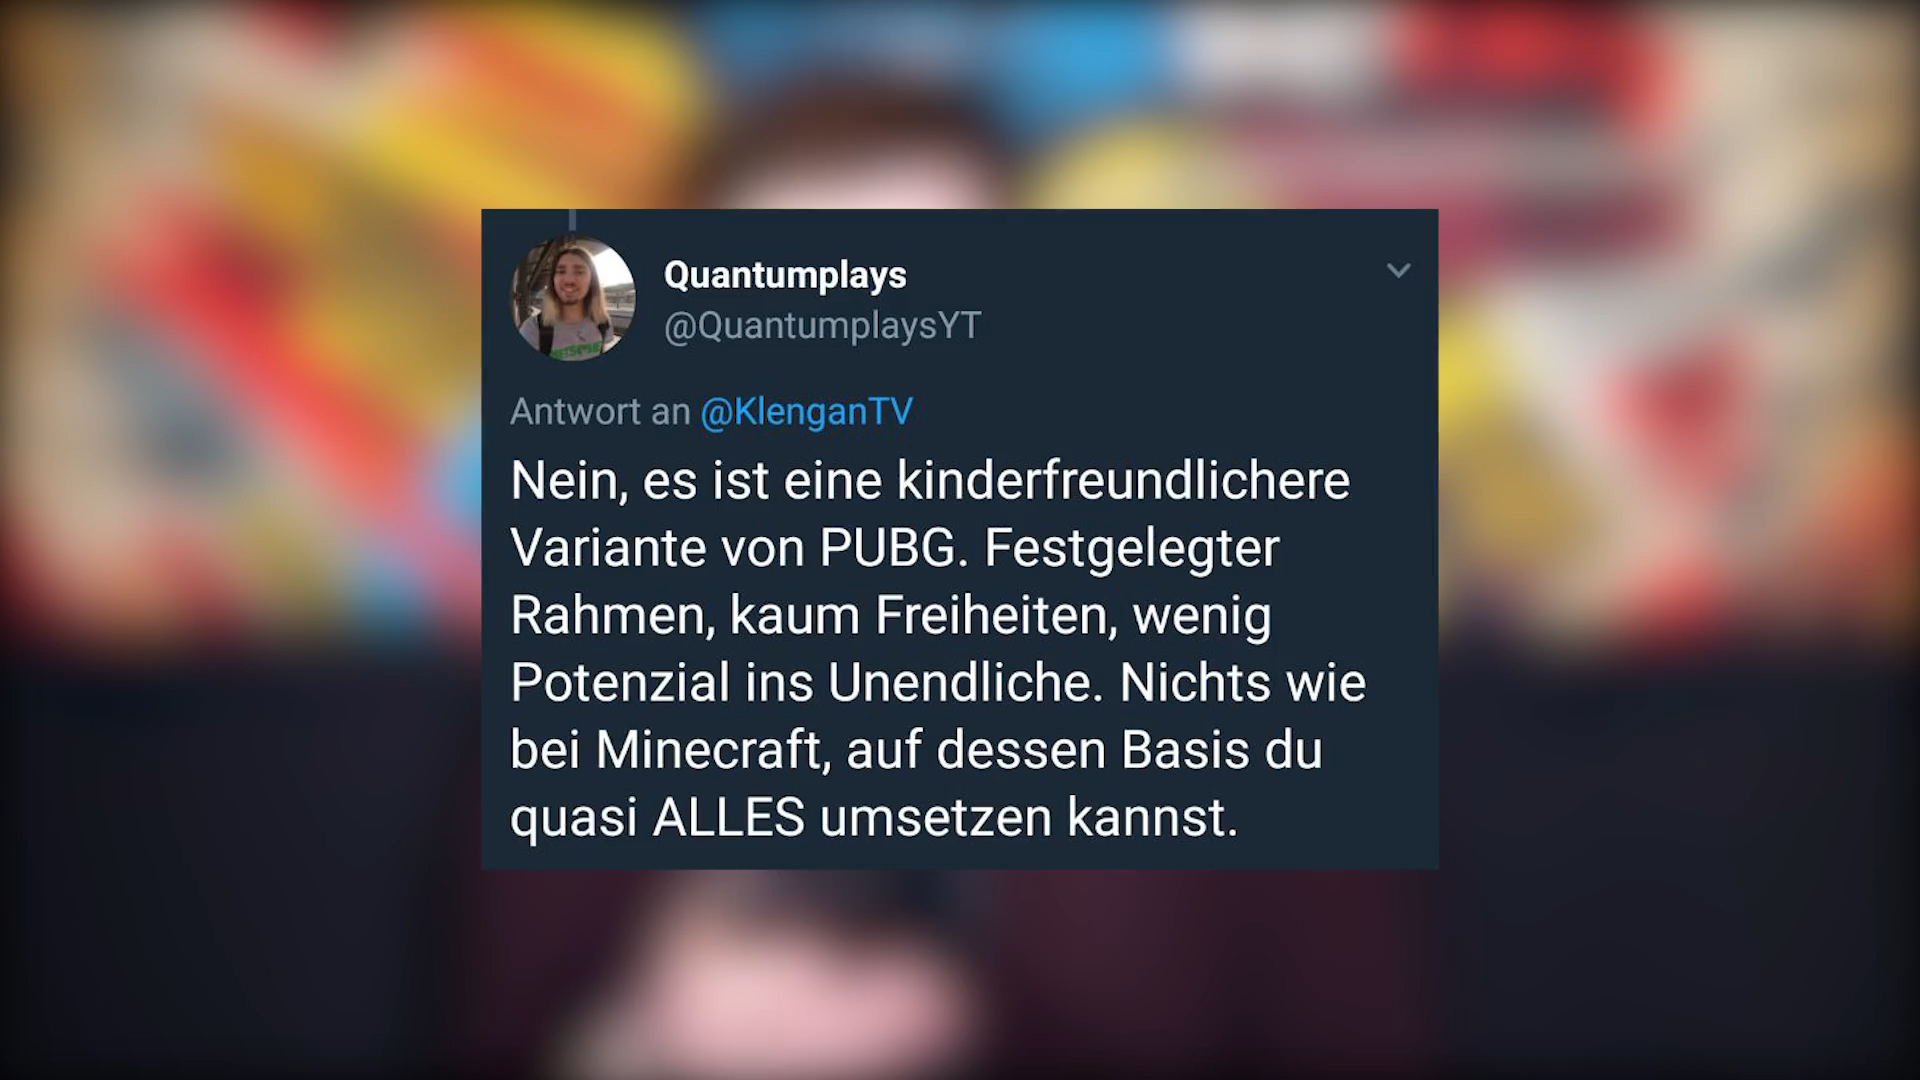 Quantumplays
@QuantumplaysYT
Antwort an @KlenganTV
Nein, es ist eine kinderfreundlichere
Variante von PUBG. Festgelegter
Rahmen, kaum Freiheiten, wenig
Potenzial ins Unendliche. Nichts wie
bei Minecraft, auf dessen Basis du
quasi ALLES umsetzen kannst.